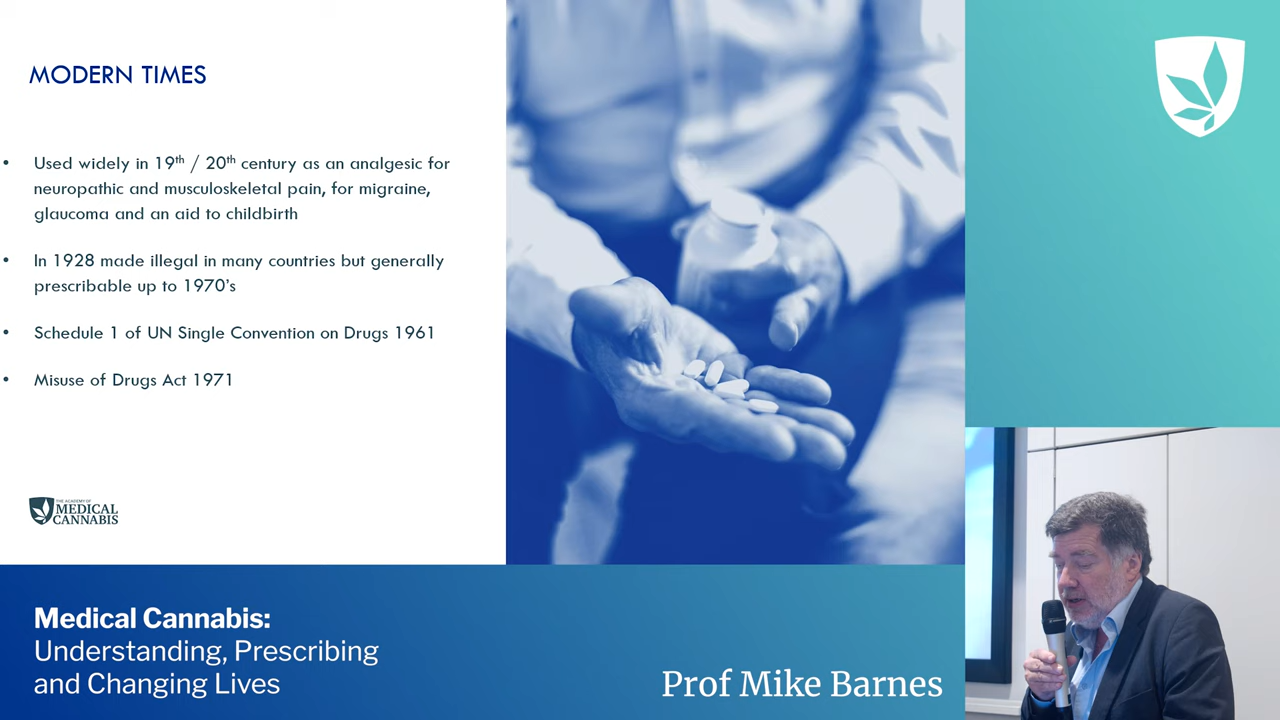 MODERN TIMES
• Used widely in 19th / 20th century as an analgesic for
neuropathic and musculoskeletal pain, for migraine,
glaucoma and an aid to childbirth
• In 1928 made illegal in many countries but generally
prescribable up to 1970’s
• Schedule 1 of UN Single Convention on Drugs 1961
• Misuse of Drugs Act 1971
THE ACADEMY OF
MEDICAL
CANNABIS
Medical Cannabis:
Understanding, Prescribing
and Changing Lives
Prof Mike Barnes